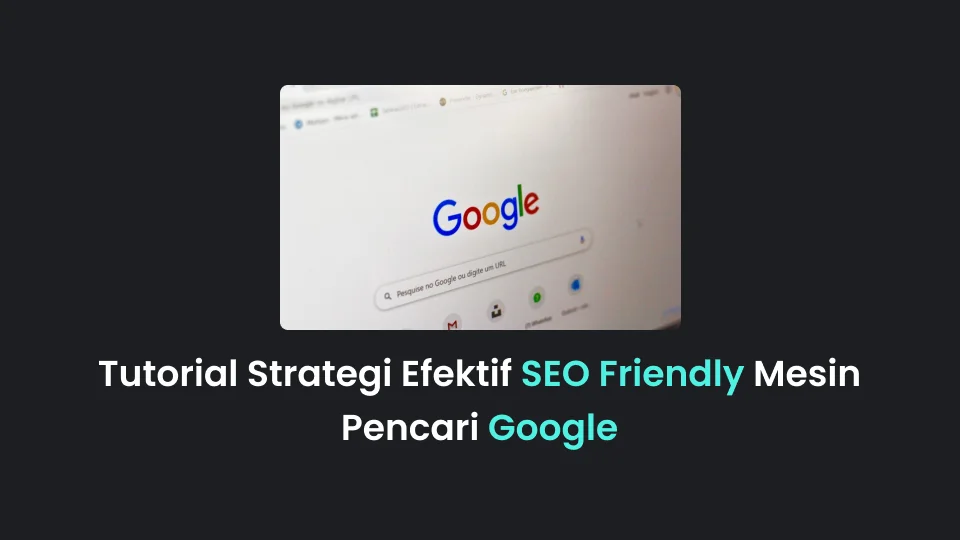 Google
Pesquise no Google ou digite um URL
Tutorial Strategi Efektif SEO Friendly Mesin
Pencari Google